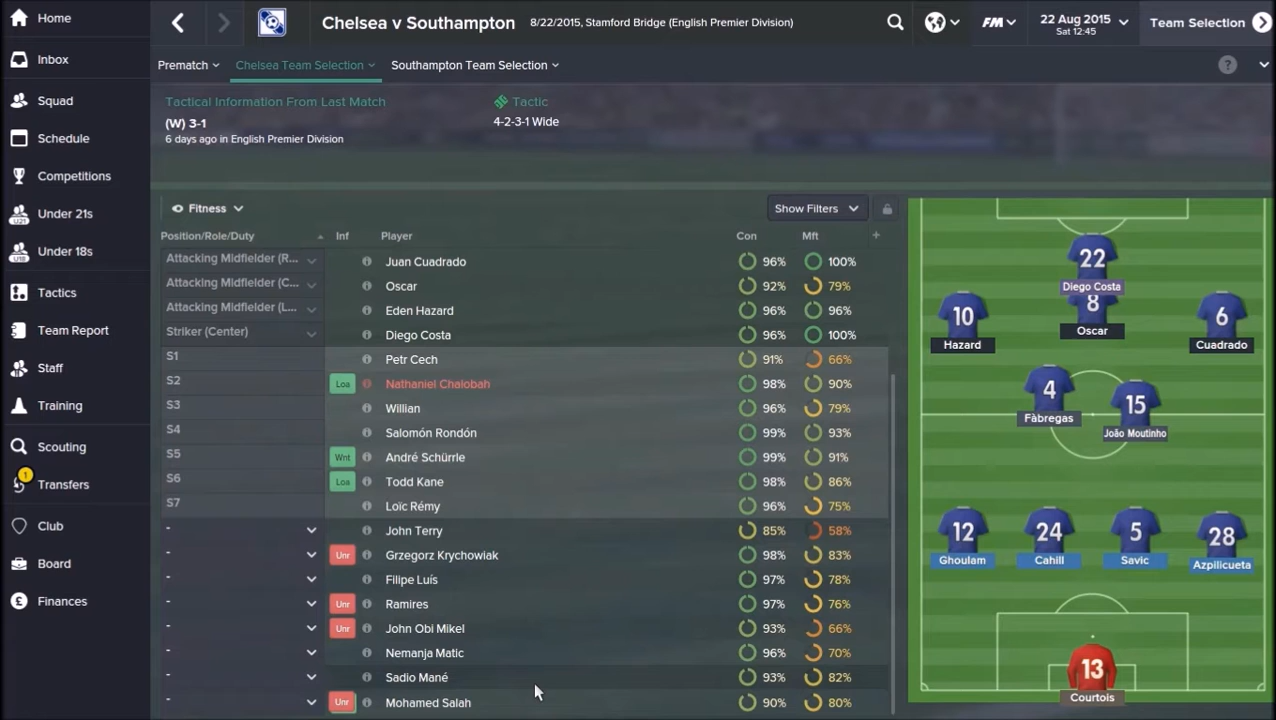 Home
Inbox
Squad
Schedule
Competitions
U21
Under 21s
U18
Under 18s
Tactics
Team Report
Staff
Training
Scouting
1
Transfers
Club
Board
£ Finances
Chelsea v Southampton
8/22/2015, Stamford Bridge (English Premier Division)
FM
22 Aug 2015
Sat 12:45
Team Selection
Prematch
Chelsea Team Selection
Southampton Team Selection
?
Tactical Information From Last Match
(W) 3-1
6 days ago in English Premier Division
Tactic
4-2-3-1 Wide
Fitness
Show Filters
Position/Role/Duty Inf Player Con Mft +
Attacking Midfielder (R... Juan Cuadrado 96% 100%
Attacking Midfielder (C... Oscar 92% 79%
Attacking Midfielder (L... Eden Hazard 96% 96%
Striker (Center) Diego Costa 96% 100%
S1 Petr Cech 91% 66%
S2 Loa Nathaniel Chalobah 98% 90%
S3 Willian 96% 79%
S4 Salomón Rondón 99% 93%
S5 Wnt André Schürrle 99% 91%
S6 Loa Todd Kane 98% 86%
S7 Loïc Rémy 96% 75%
- John Terry 85% 58%
- Unr Grzegorz Krychowiak 98% 83%
- Filipe Luís 97% 78%
- Unr Ramires 97% 76%
- Unr John Obi Mikel 93% 66%
- Nemanja Matic 96% 70%
- Sadio Mané 93% 82%
- Unr Mohamed Salah 90% 80%
22
Diego Costa
10 8 6
Hazard Oscar Cuadrado
4 15
Fàbregas João Moutinho
12 24 5 28
Ghoulam Cahill Savic Azpilicueta
13
Courtois